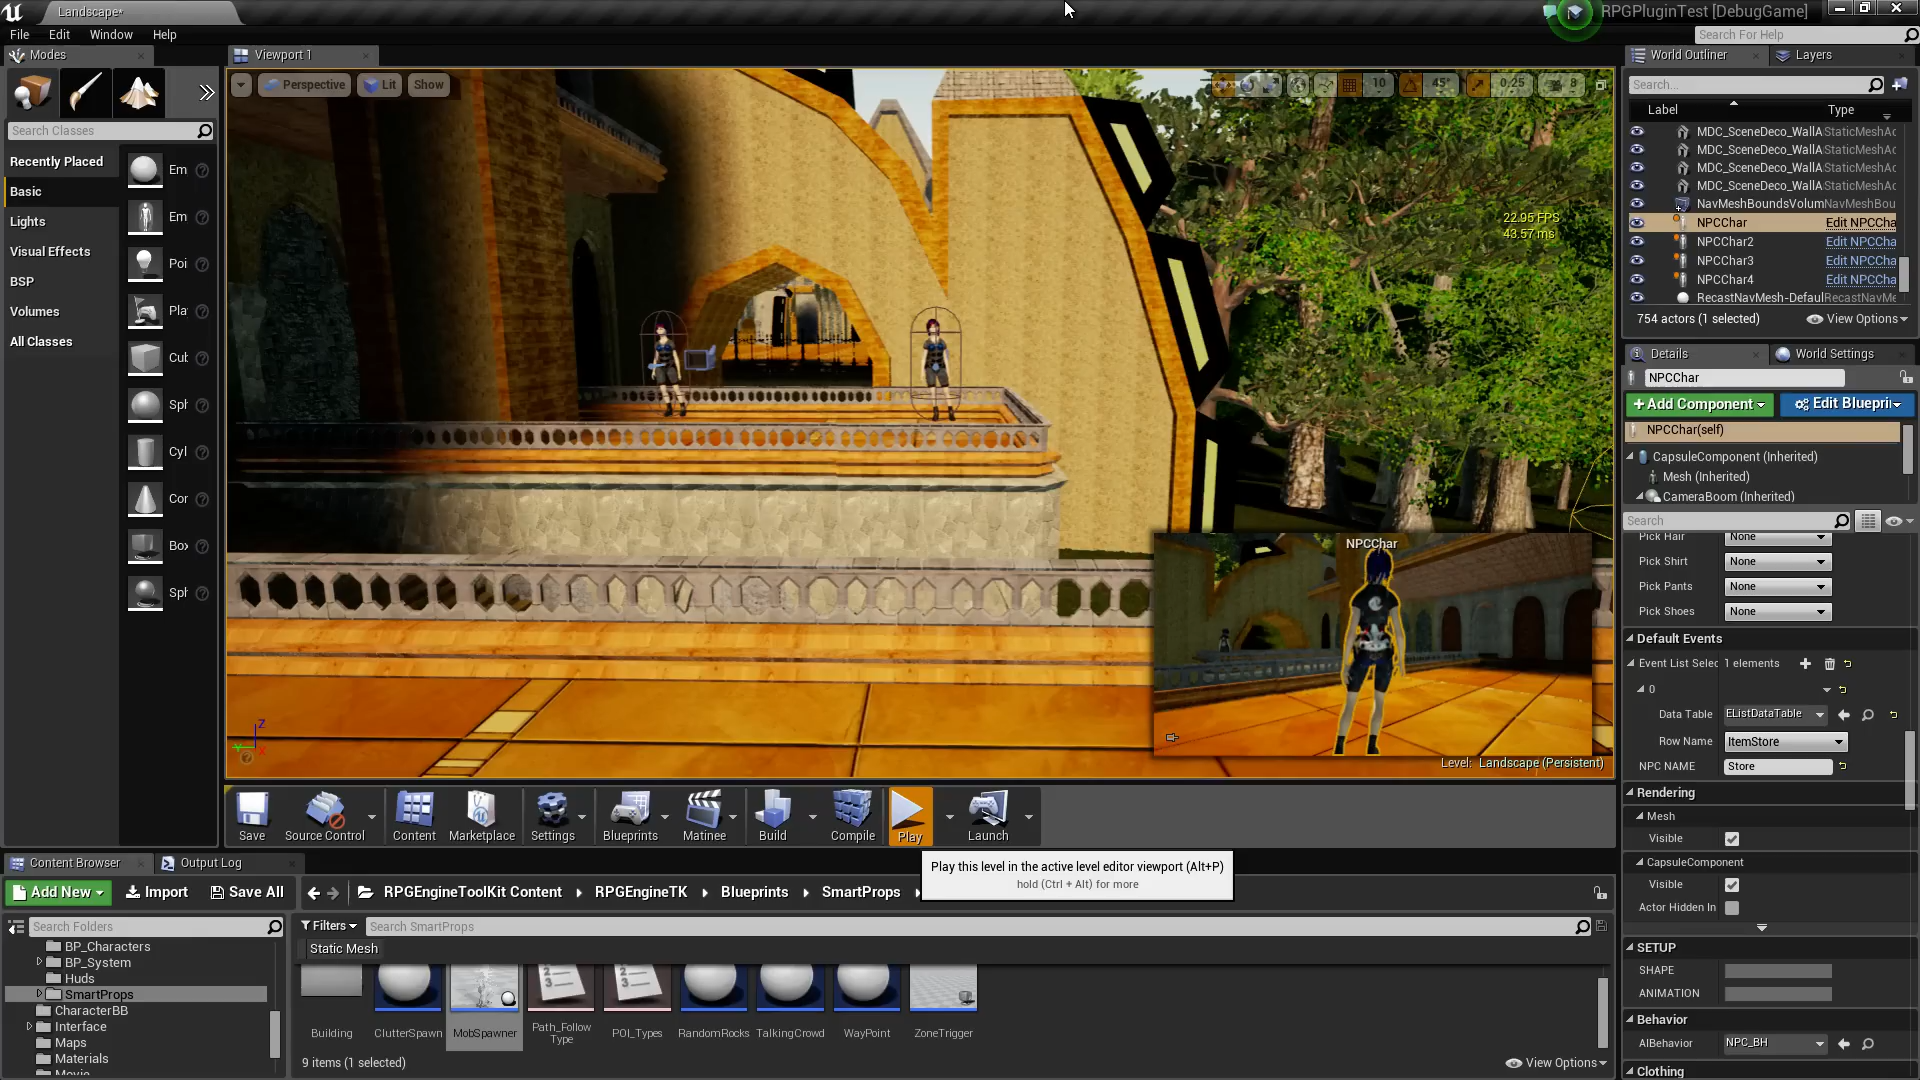 Landscape*
RPGPluginTest [DebugGame]
File Edit Window Help
Search For Help
Modes
Viewport 1
World Outliner
Layers
Perspective
Lit
Show
10
45°
0.25
8
Search...
Label
Type
Search Classes
Recently Placed
Basic
Lights
Visual Effects
BSP
Volumes
All Classes
Em
Em
Poi
Pla
Cub
Sph
Cyl
Con
Box
Sph
22.95 FPS
43.57 ms
MDC_SceneDeco_WallA StaticMeshAc
MDC_SceneDeco_WallA StaticMeshAc
MDC_SceneDeco_WallA StaticMeshAc
MDC_SceneDeco_WallA StaticMeshAc
NavMeshBoundsVolum NavMeshBou
NPCChar Edit NPCCha
NPCChar2 Edit NPCCha
NPCChar3 Edit NPCCha
NPCChar4 Edit NPCCha
RecastNavMesh-Defaul RecastNavMe
754 actors (1 selected)
View Options
Details
World Settings
NPCChar
Add Component
Edit Blueprin
NPCChar(self)
CapsuleComponent (Inherited)
Mesh (Inherited)
CameraBoom (Inherited)
Search
Pick Hair None
Pick Shirt None
Pick Pants None
Pick Shoes None
Default Events
Event List Selec 1 elements
0
Data Table EListDataTable
Row Name ItemStore
NPC NAME Store
Rendering
Mesh
Visible
CapsuleComponent
Visible
Actor Hidden In
SETUP
SHAPE
ANIMATION
Behavior
AIBehavior NPC_BH
Clothing
NPCChar
Z
Y
X
Level: Landscape (Persistent)
Save
Source Control
Content
Marketplace
Settings
Blueprints
Matinee
Build
Compile
Play
Launch
Play this level in the active level editor viewport (Alt+P)
hold (Ctrl + Alt) for more
Content Browser
Output Log
Add New
Import
Save All
RPGEngineToolKit Content
RPGEngineTK
Blueprints
SmartProps
Search Folders
Filters
Search SmartProps
Static Mesh
BP_Characters
BP_System
Huds
SmartProps
CharacterBB
Interface
Maps
Materials
Movie
Building
ClutterSpawn
MobSpawner
Path_Follow
Type
POI_Types
RandomRocks
TalkingCrowd
WayPoint
ZoneTrigger
9 items (1 selected)
View Options